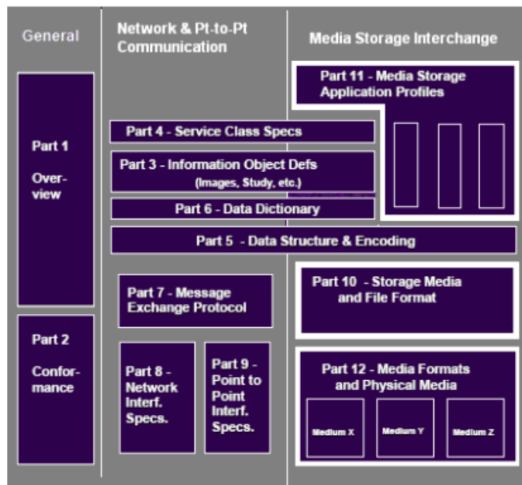 General
Network & Pt-to-Pt
Communication
Media Storage Interchange
Part 1
Over-
view
Part 2
Confor-
mance
Part 11 - Media Storage
Application Profiles
Part 4 - Service Class Specs
Part 3 - Information Object Defs
(Images, Study, etc.)
Part 6 - Data Dictionary
Part 5 - Data Structure & Encoding
Part 7 - Message
Exchange Protocol
Part 8 -
Network
Interf.
Specs.
Part 9 -
Point to
Point
Interf.
Specs.
Part 10 - Storage Media
and File Format
Part 12 - Media Formats
and Physical Media
Medium X
Medium Y
Medium Z